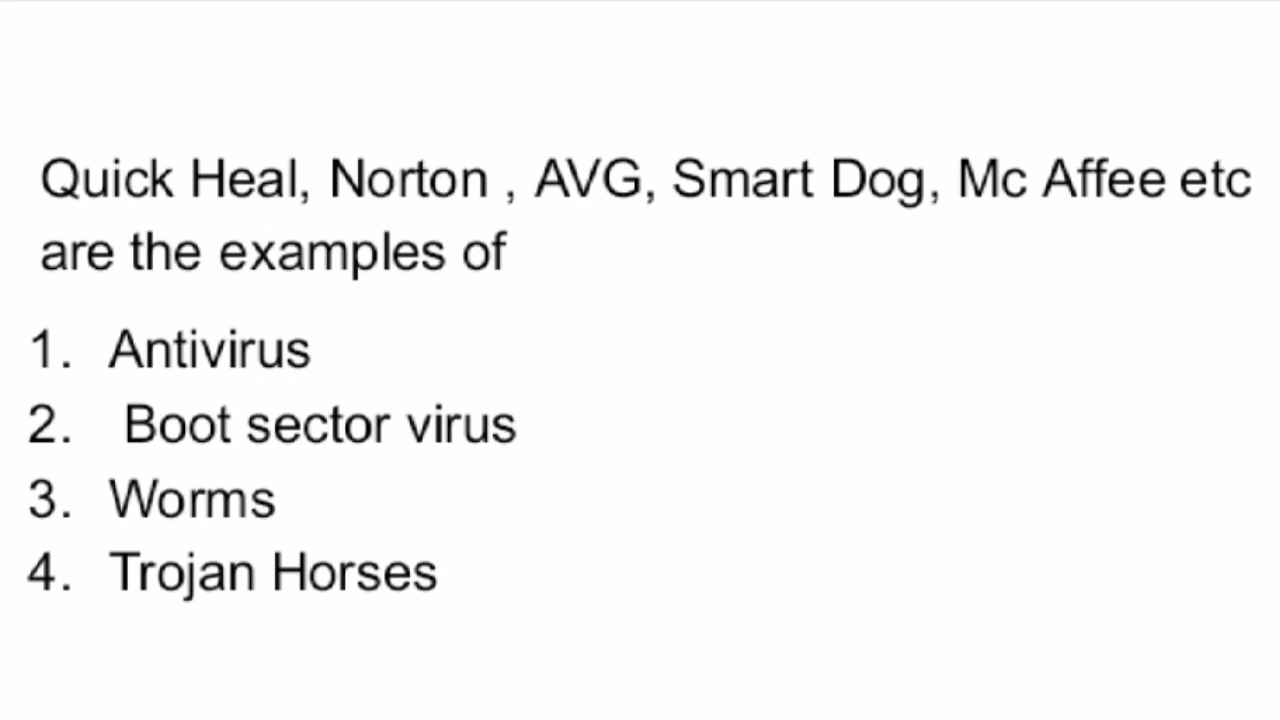 Quick Heal, Norton , AVG, Smart Dog, Mc Affee etc
are the examples of
1. Antivirus
2. Boot sector virus
3. Worms
4. Trojan Horses